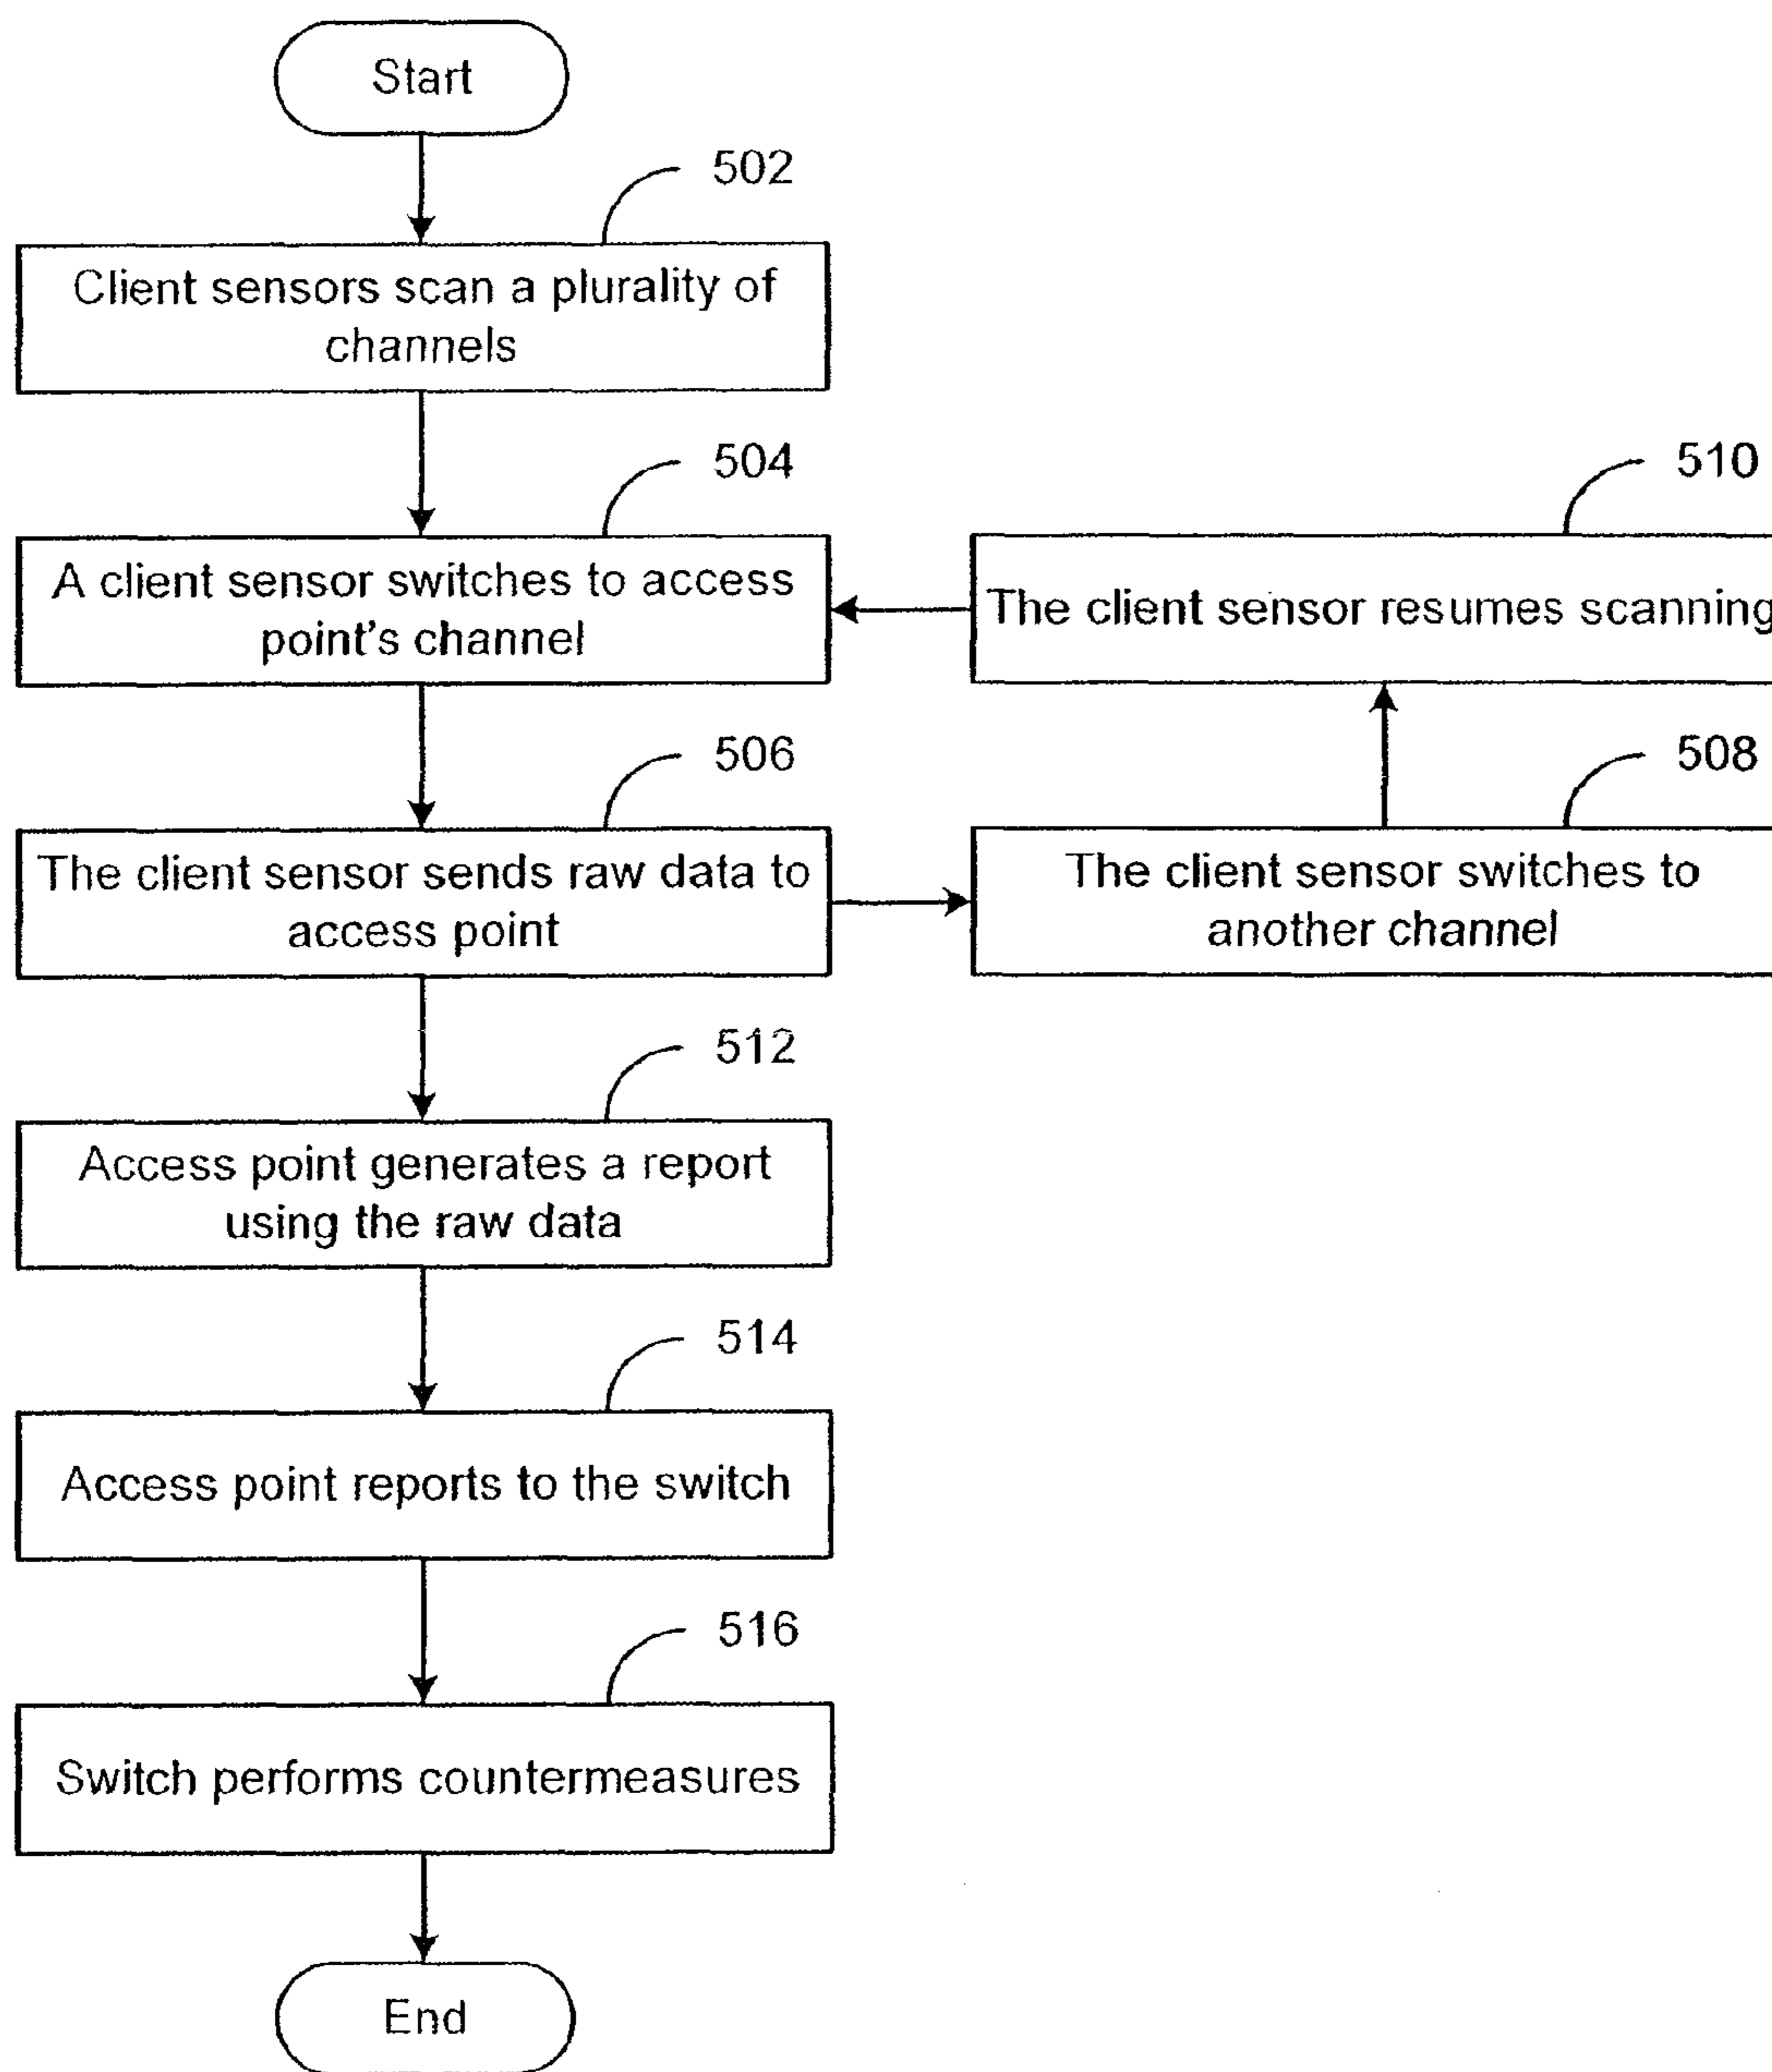 Start
502
Client sensors scan a plurality of
channels
504
A client sensor switches to access
point's channel
510
The client sensor resumes scanning
506
The client sensor sends raw data to
access point
508
The client sensor switches to
another channel
512
Access point generates a report
using the raw data
514
Access point reports to the switch
516
Switch performs countermeasures
End